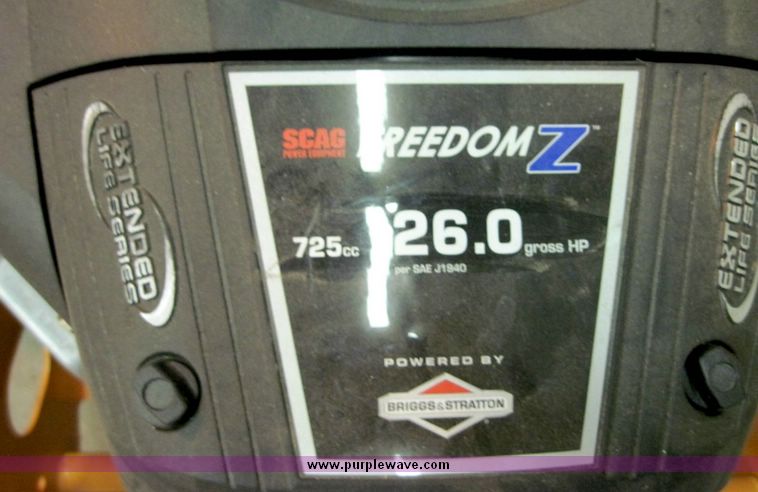 SCAG
POWER EQUIPMENT
FREEDOM Z™
725cc 26.0 gross HP
per SAE J1940
POWERED BY
BRIGGS&STRATTON
EXTENDED
LIFE SERIES
EXTENDED
LIFE SERIES
www.purplewave.com